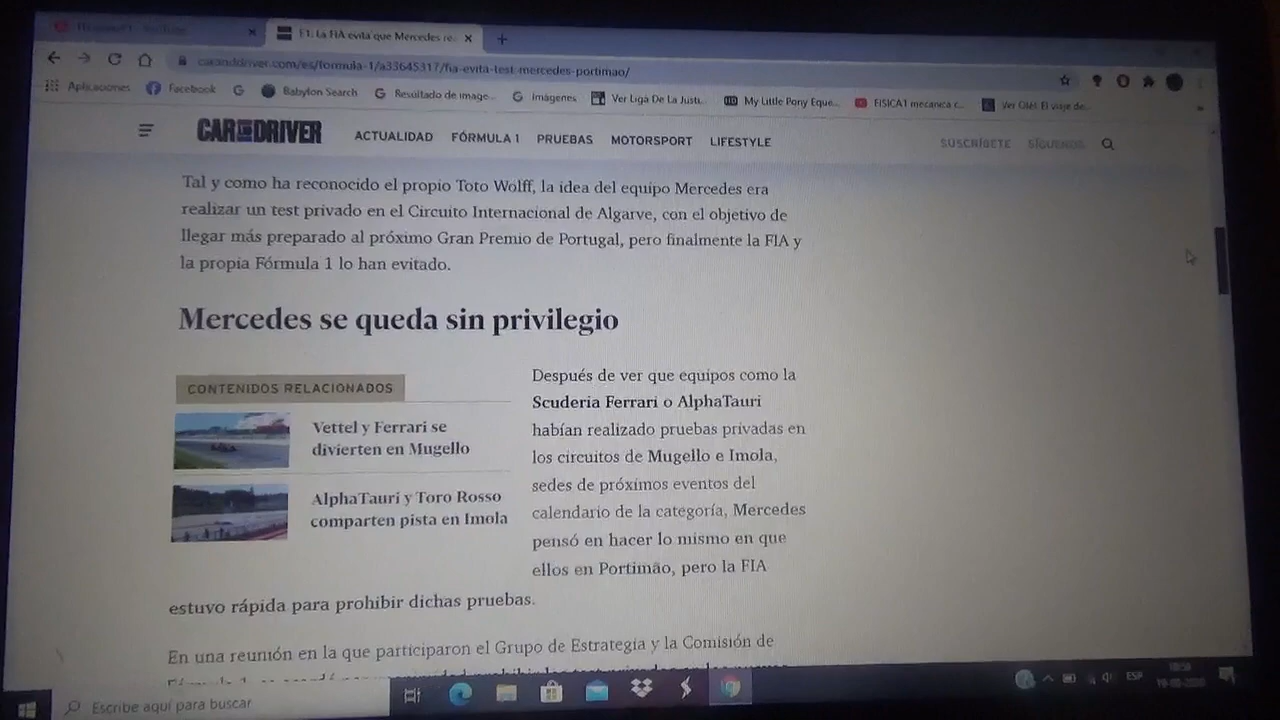 F1: La FIA evita que Mercedes re...
caranddriver.com/es/formula-1/a33645317/fia-evita-test-mercedes-portimao/
Aplicaciones Facebook Babylon Search Resultado de image... Imágenes Ver Liga De La Justi... My Little Pony Eque... FISICA1 mecanica c... Ver Olé. El viaje de...
CAR AND DRIVER ACTUALIDAD FÓRMULA 1 PRUEBAS MOTORSPORT LIFESTYLE SUSCRÍBETE SÍGUENOS
Tal y como ha reconocido el propio Toto Wolff, la idea del equipo Mercedes era
realizar un test privado en el Circuito Internacional de Algarve, con el objetivo de
llegar más preparado al próximo Gran Premio de Portugal, pero finalmente la FIA y
la propia Fórmula 1 lo han evitado.
Mercedes se queda sin privilegio
CONTENIDOS RELACIONADOS
Vettel y Ferrari se
divierten en Mugello
AlphaTauri y Toro Rosso
comparten pista en Imola
Después de ver que equipos como la
Scuderia Ferrari o AlphaTauri
habían realizado pruebas privadas en
los circuitos de Mugello e Imola,
sedes de próximos eventos del
calendario de la categoría, Mercedes
pensó en hacer lo mismo en que
ellos en Portimão, pero la FIA
estuvo rápida para prohibir dichas pruebas.
En una reunión en la que participaron el Grupo de Estrategia y la Comisión de
Escribe aquí para buscar
ESP